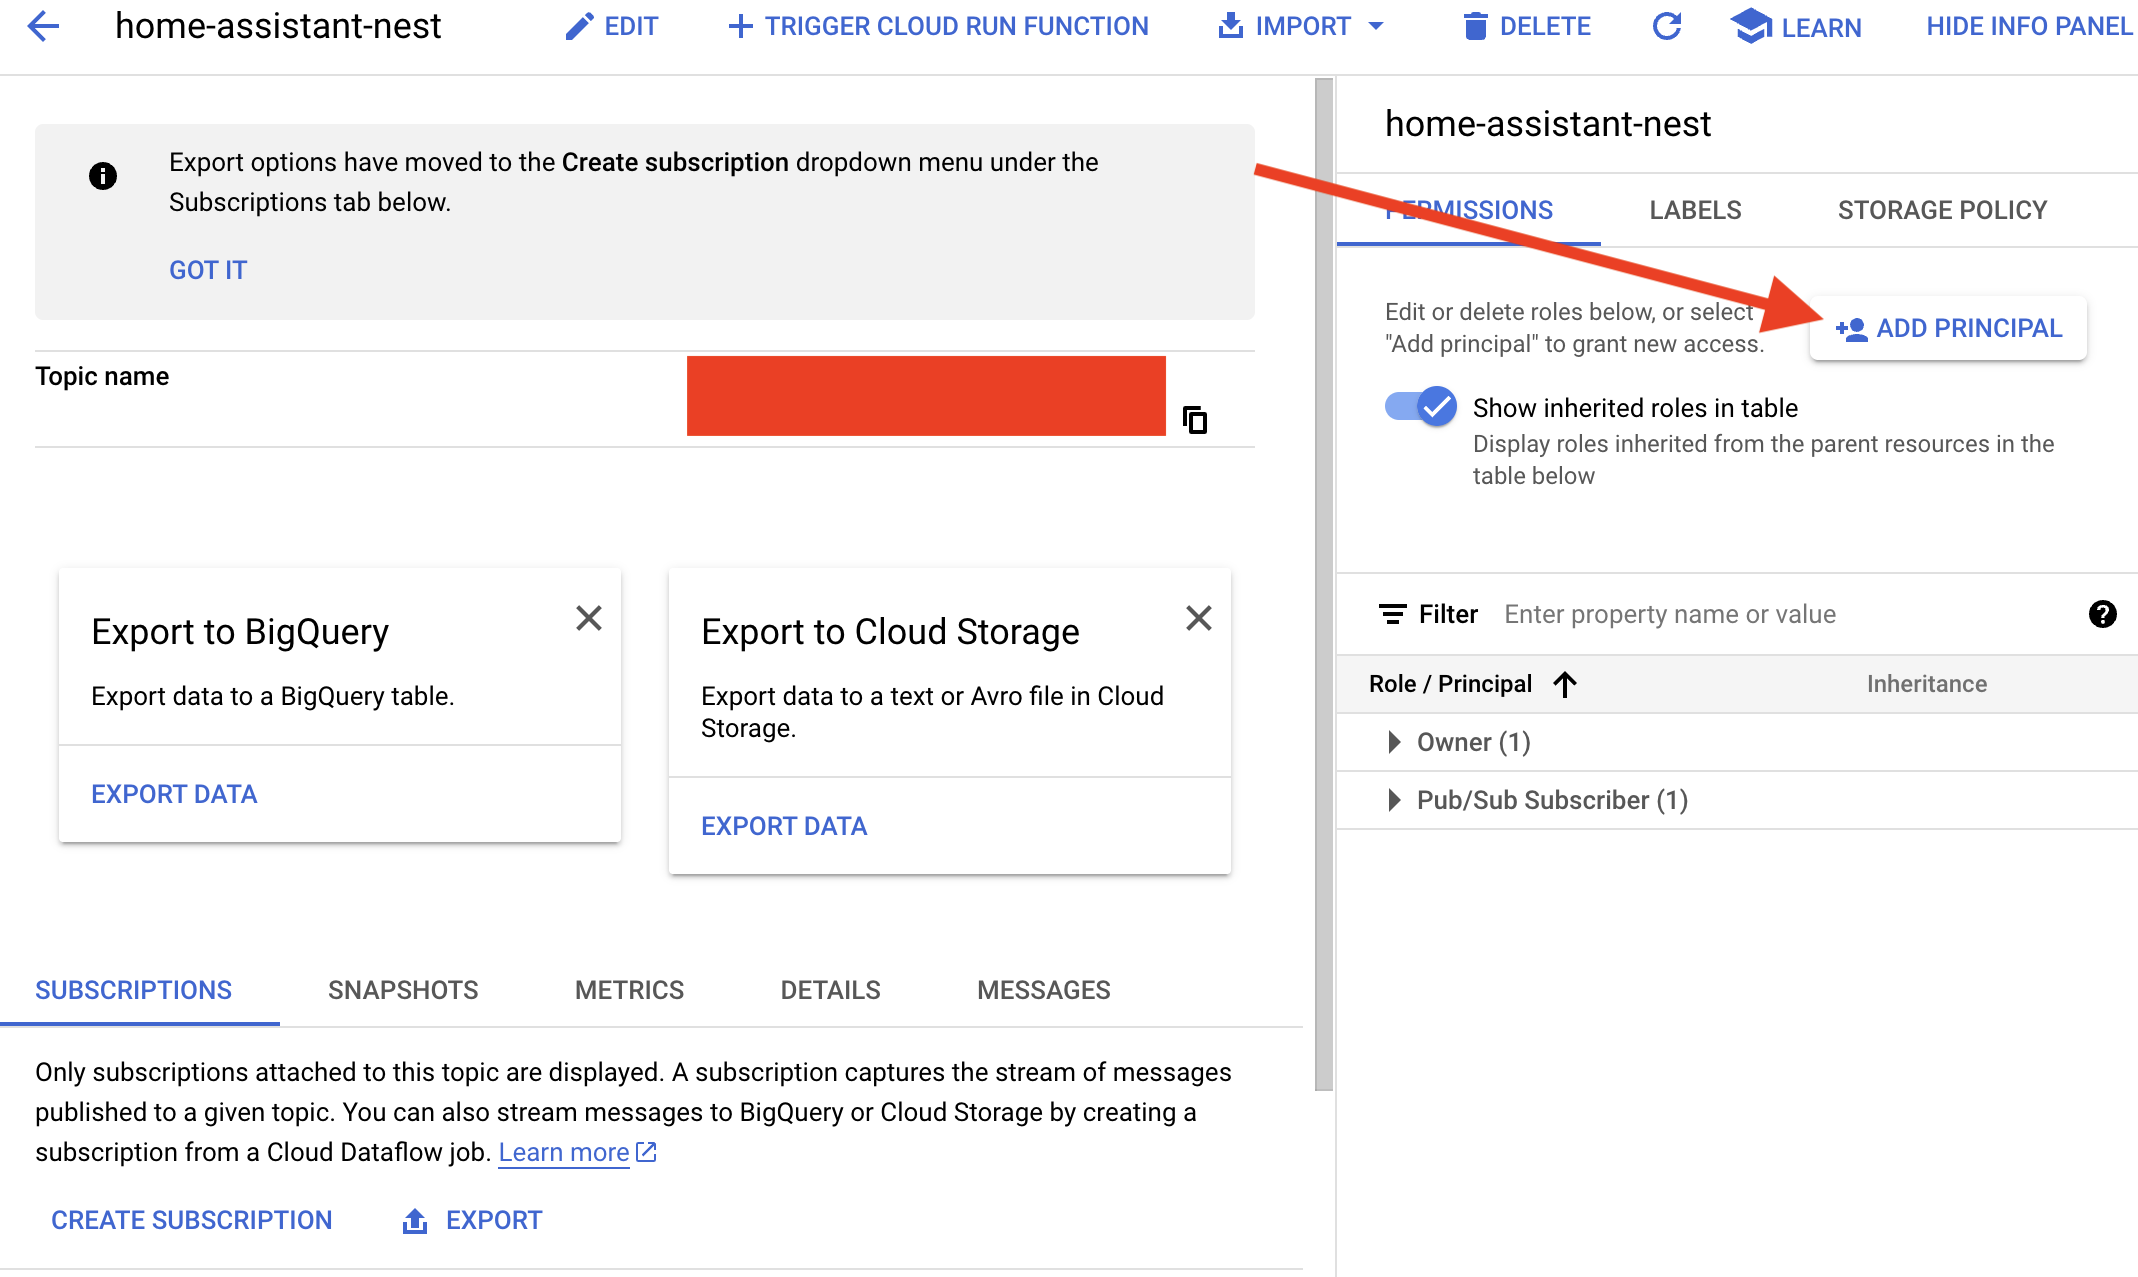 home-assistant-nest
EDIT
TRIGGER CLOUD RUN FUNCTION
IMPORT
DELETE
LEARN
HIDE INFO PANEL
Export options have moved to the Create subscription dropdown menu under the
Subscriptions tab below.
GOT IT
Topic name
Export to BigQuery
Export data to a BigQuery table.
EXPORT DATA
Export to Cloud Storage
Export data to a text or Avro file in Cloud
Storage.
EXPORT DATA
SUBSCRIPTIONS
SNAPSHOTS
METRICS
DETAILS
MESSAGES
Only subscriptions attached to this topic are displayed. A subscription captures the stream of messages
published to a given topic. You can also stream messages to BigQuery or Cloud Storage by creating a
subscription from a Cloud Dataflow job. Learn more
CREATE SUBSCRIPTION
EXPORT
home-assistant-nest
PERMISSIONS
LABELS
STORAGE POLICY
Edit or delete roles below, or select
"Add principal" to grant new access.
ADD PRINCIPAL
Show inherited roles in table
Display roles inherited from the parent resources in the
table below
Filter
Enter property name or value
Role / Principal
Inheritance
Owner (1)
Pub/Sub Subscriber (1)